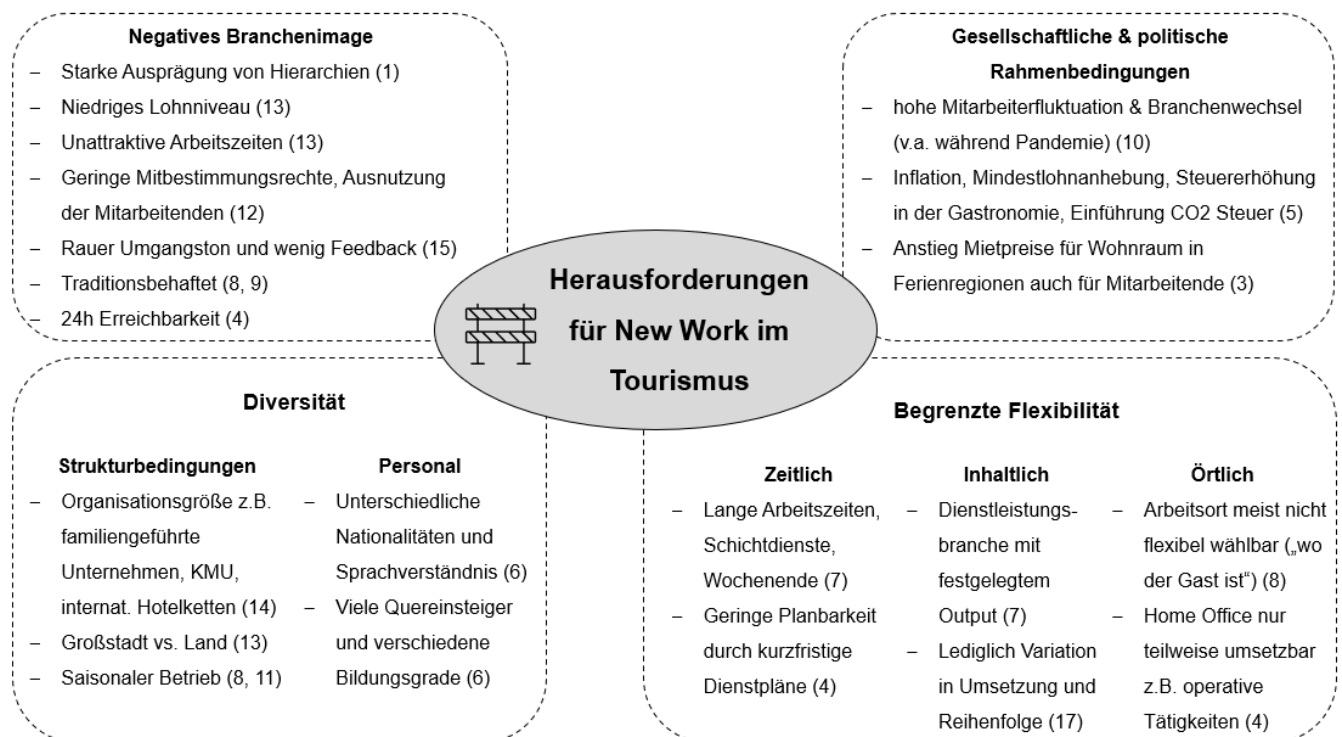 Negatives Branchenimage
– Starke Ausprägung von Hierarchien (1)
– Niedriges Lohnniveau (13)
– Unattraktive Arbeitszeiten (13)
– Geringe Mitbestimmungsrechte, Ausnutzung
der Mitarbeitenden (12)
– Rauer Umgangston und wenig Feedback (15)
– Traditionsbehaftet (8, 9)
– 24h Erreichbarkeit (4)
Gesellschaftliche & politische
Rahmenbedingungen
– hohe Mitarbeiterfluktuation & Branchenwechsel
(v.a. während Pandemie) (10)
– Inflation, Mindestlohnanhebung, Steuererhöhung
in der Gastronomie, Einführung CO2 Steuer (5)
– Anstieg Mietpreise für Wohnraum in
Ferienregionen auch für Mitarbeitende (3)
Herausforderungen
für New Work im
Tourismus
Diversität
Strukturbedingungen
– Organisationsgröße z.B.
familiengeführte
Unternehmen, KMU,
internat. Hotelketten (14)
– Großstadt vs. Land (13)
– Saisonaler Betrieb (8, 11)
Personal
– Unterschiedliche
Nationalitäten und
Sprachverständnis (6)
– Viele Quereinsteiger
und verschiedene
Bildungsgrade (6)
Begrenzte Flexibilität
Zeitlich
– Lange Arbeitszeiten,
Schichtdienste,
Wochenende (7)
– Geringe Planbarkeit
durch kurzfristige
Dienstpläne (4)
Inhaltlich
– Dienstleistungs-
branche mit
festgelegtem
Output (7)
– Lediglich Variation
in Umsetzung und
Reihenfolge (17)
Örtlich
– Arbeitsort meist nicht
flexibel wählbar („wo
der Gast ist“) (8)
– Home Office nur
teilweise umsetzbar
z.B. operative
Tätigkeiten (4)